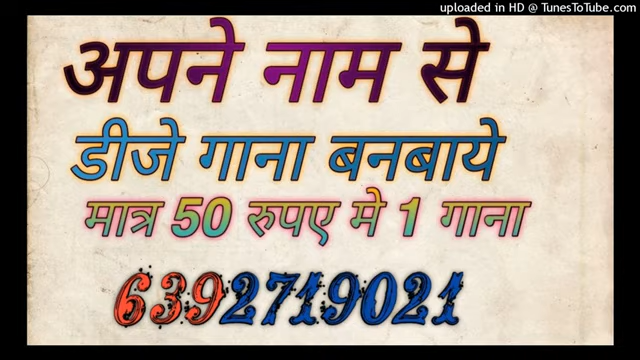 uploaded in HD @ TunesToTube.com
अपने नाम से
डीजे गाना बनबाये
मात्र 50 रुपए मे 1 गाना
6392719021